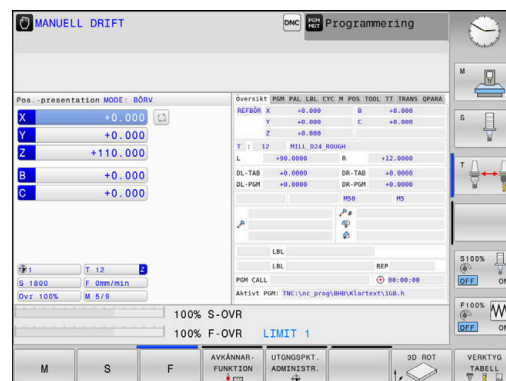 MANUELL DRIFT
DNC
PGM MGT
Programmering
Pos.-presentation MODE: BÖRV
X +0.000
Y +0.000
Z +110.000
B +0.000
C +0.000
1 T 12 Z
S 1800 F 0mm/min
Ovr 100% M 5/9
Översikt PGM PAL LBL CYC M POS TOOL TT TRANS QPARA
REFBÖR X +0.000 B +0.000
Y +0.000 C +0.000
Z +0.000
T : 12 MILL_D24_ROUGH
L +90.0000 R +12.0000
DL-TAB +0.0000 DR-TAB +0.0000
DL-PGM +0.0000 DR-PGM +0.0000
M50 M5
P#
LBL
LBL REP
PGM CALL 00:00:00
Aktivt PGM: TNC:\nc_prog\BHB\Klartext\1GB.h
100% S-OVR
100% F-OVR LIMIT 1
M
S
T
S100%
OFF ON
F100%
OFF ON
M
S
F
AVKÄNNAR-
FUNKTION
UTGNGSPKT.
ADMINISTR.
3D ROT
VERKTYG
TABELL